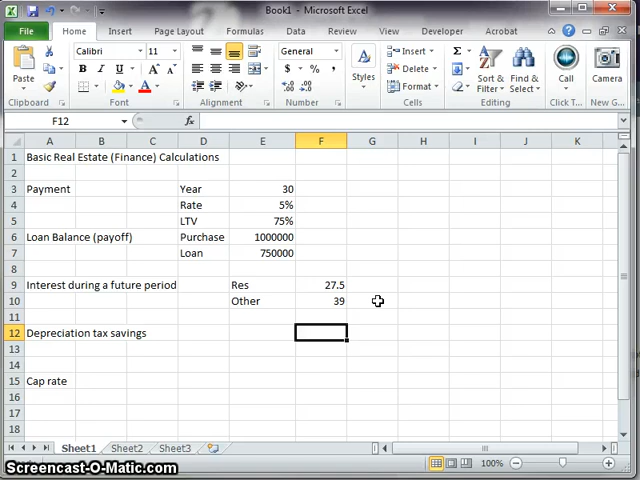 Book1 - Microsoft Excel
File Home Insert Page Layout Formulas Data Review View Developer Acrobat
Calibri 11 General Insert
Paste $ % , Styles Delete Sort & Filter Find & Select Call Camera
B I U Format
Clipboard Font Alignment Number Cells Editing Click T... New G...
F12 fx
A B C D E F G H I J K
1 Basic Real Estate (Finance) Calculations
2
3 Payment Year 30
4 Rate 5%
5 LTV 75%
6 Loan Balance (payoff) Purchase 1000000
7 Loan 750000
8
9 Interest during a future period Res 27.5
10 Other 39
11
12 Depreciation tax savings
13
14
15 Cap rate
16
17
18
Sheet1 Sheet2 Sheet3
Screencast-O-Matic.com 100%